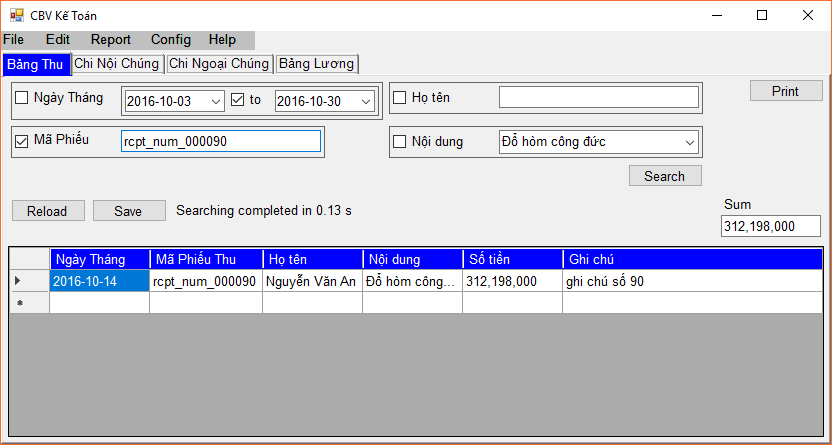 CBV Kế Toán
File Edit Report Config Help
Bảng Thu Chi Nội Chúng Chi Ngoại Chúng Bảng Lương
Ngày Tháng 2016-10-03 to 2016-10-30 Họ tên Print
Mã Phiếu rcpt_num_000090 Nội dung Đổ hòm công đức
Search
Reload Save Searching completed in 0.13 s Sum
312,198,000
Ngày Tháng Mã Phiếu Thu Họ tên Nội dung Số tiền Ghi chú
2016-10-14 rcpt_num_000090 Nguyễn Văn An Đổ hòm công... 312,198,000 ghi chú số 90